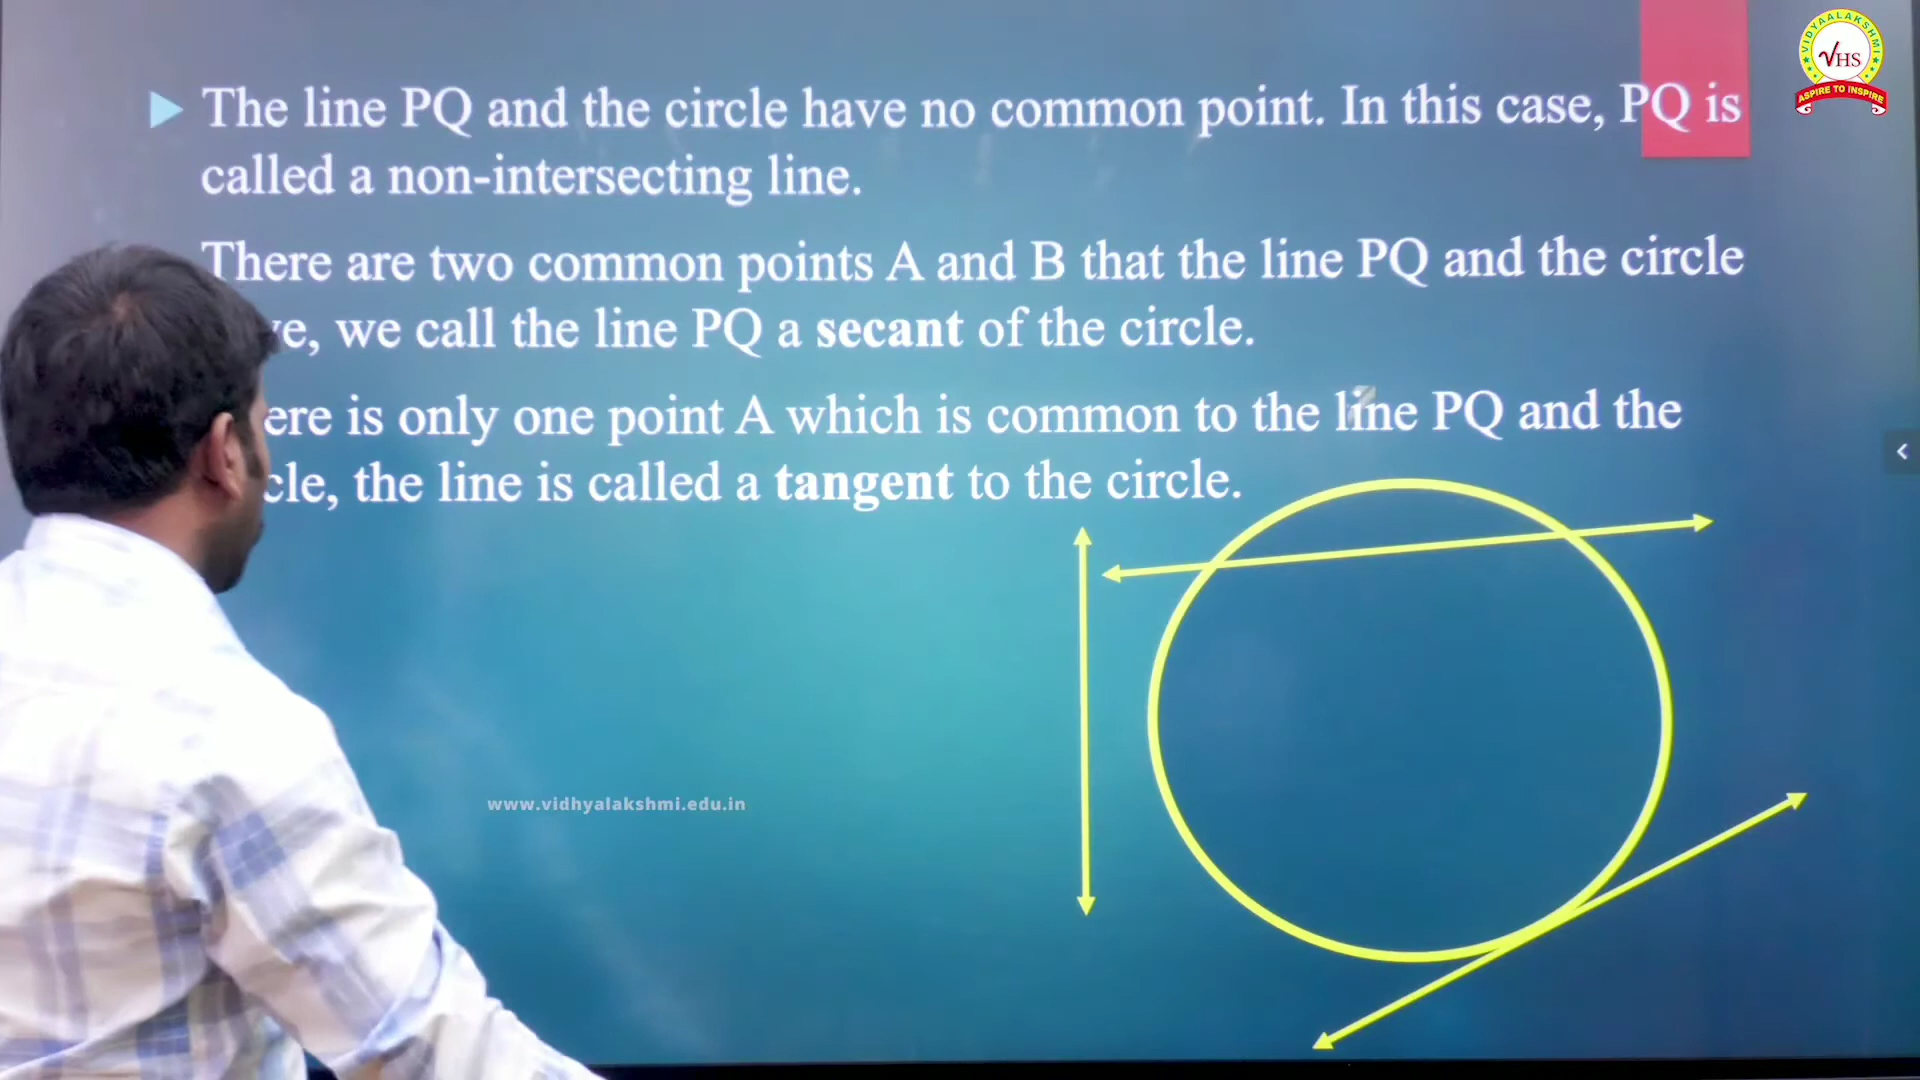 VIDYAALAKSHMI
VHS
ASPIRE TO INSPIRE
The line PQ and the circle have no common point. In this case, PQ is
called a non-intersecting line.
There are two common points A and B that the line PQ and the circle
ve, we call the line PQ a secant of the circle.
ere is only one point A which is common to the line PQ and the
cle, the line is called a tangent to the circle.
www.vidhyalakshmi.edu.in